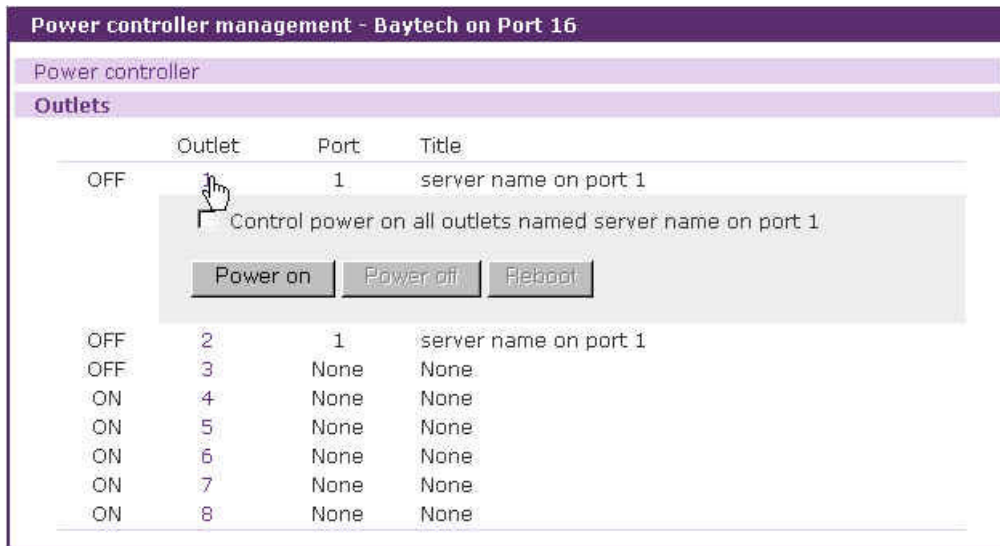 Power controller management - Baytech on Port 16
Power controller
Outlets
Outlet Port Title
OFF 1 1 server name on port 1
Control power on all outlets named server name on port 1
Power on Power off Reboot
OFF 2 1 server name on port 1
OFF 3 None None
ON 4 None None
ON 5 None None
ON 6 None None
ON 7 None None
ON 8 None None